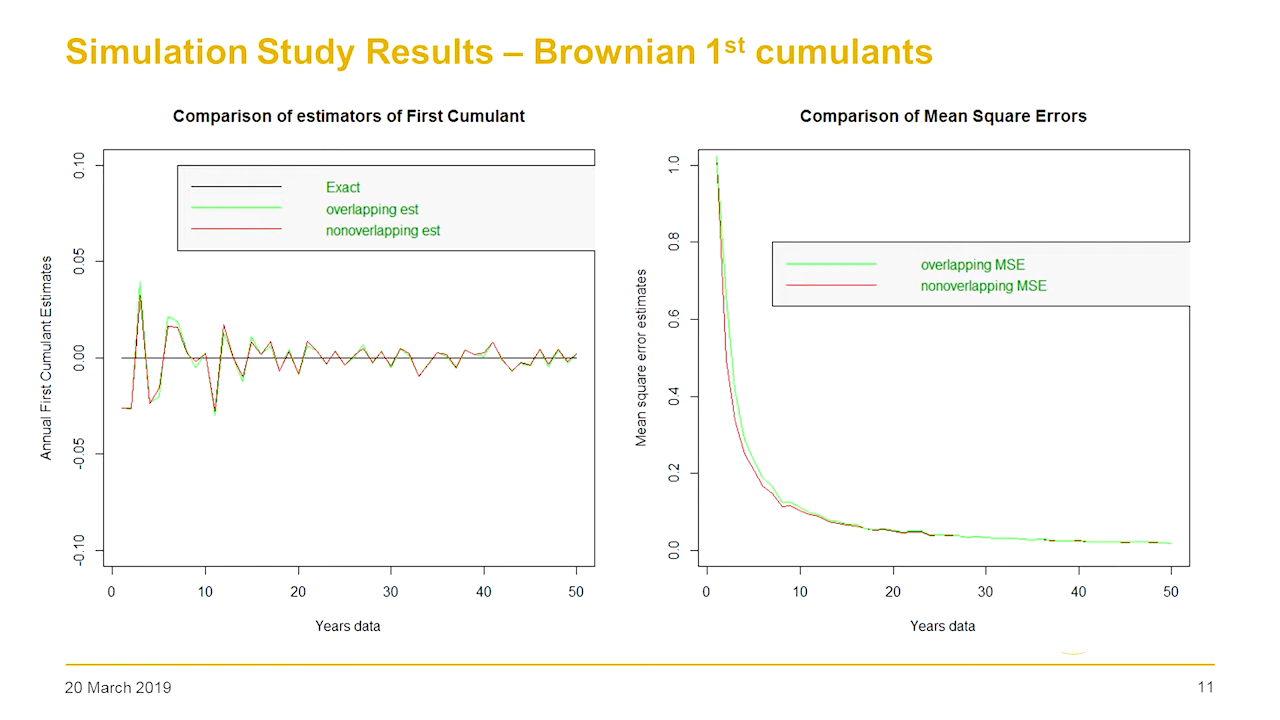 Simulation Study Results – Brownian 1st cumulants
Comparison of estimators of First Cumulant
Annual First Cumulant Estimates
0.10
0.05
0.00
-0.05
-0.10
Exact
overlapping est
nonoverlapping est
0 10 20 30 40 50
Years data
Comparison of Mean Square Errors
Mean square error estimates
1.0
0.8
0.6
0.4
0.2
0.0
overlapping MSE
nonoverlapping MSE
0 10 20 30 40 50
Years data
20 March 2019
11